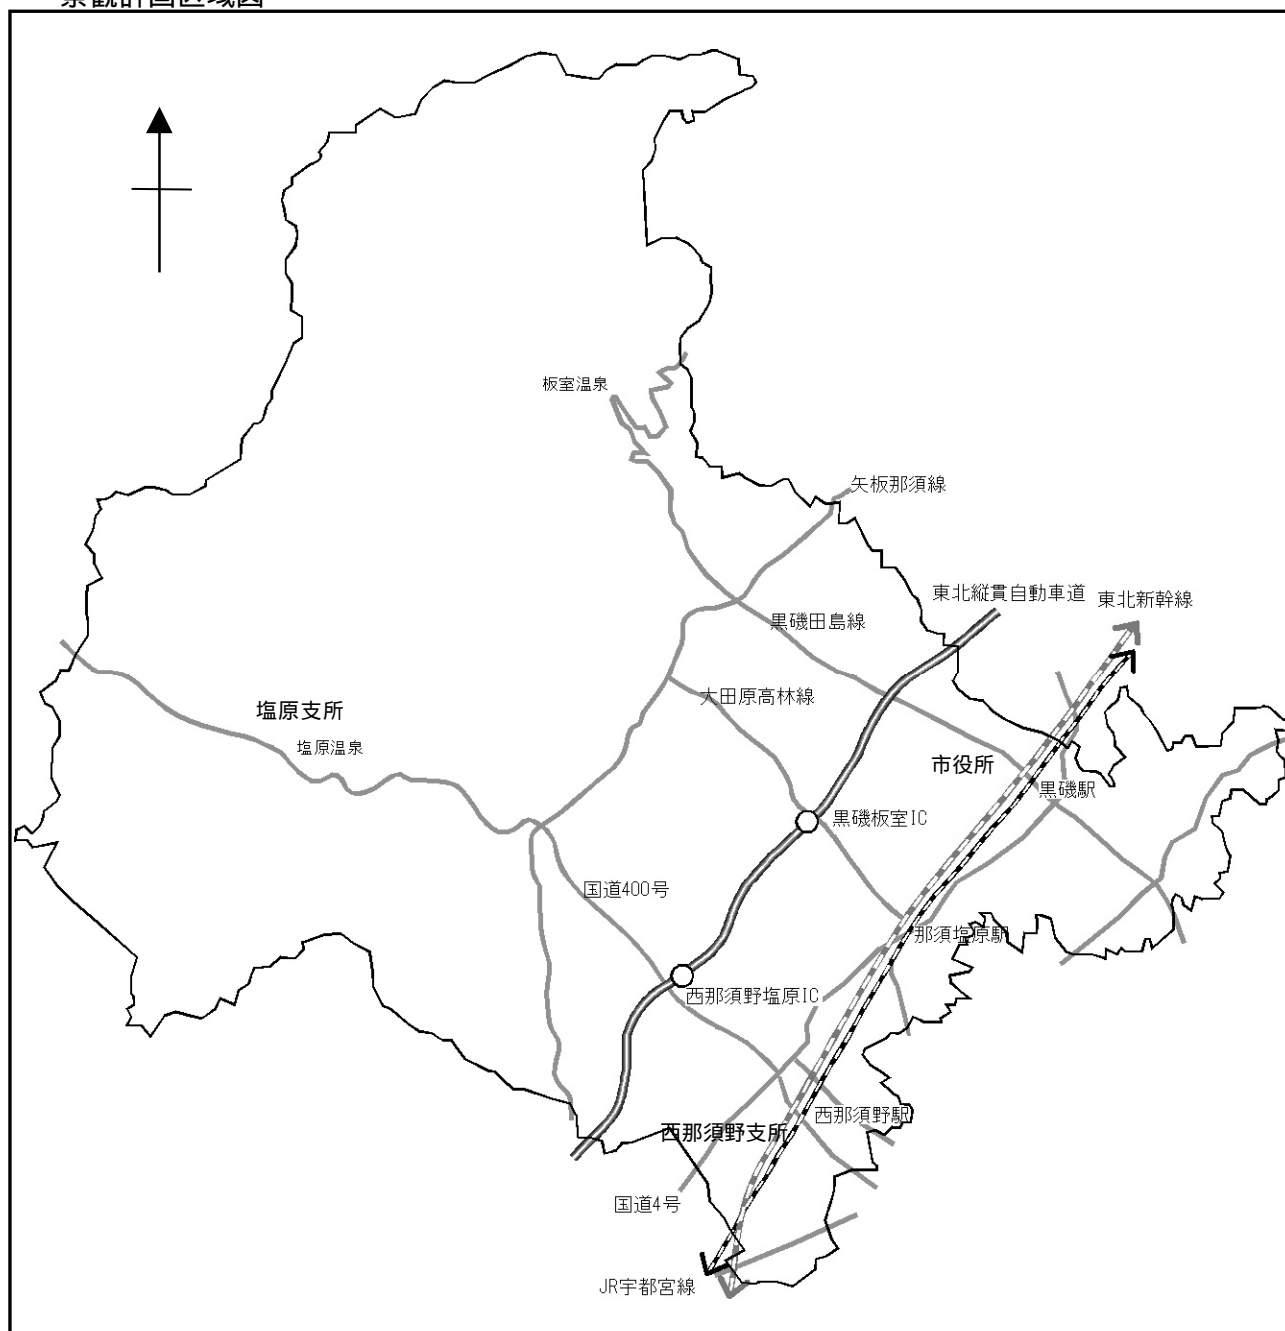 景観計画区域図
板室温泉
矢板那須線
東北縦貫自動車道
東北新幹線
黒磯田島線
大田原高林線
塩原支所
塩原温泉
市役所
黒磯駅
黒磯板室IC
国道400号
那須塩原駅
西那須野塩原IC
西那須野駅
西那須野支所
国道4号
JR宇都宮線